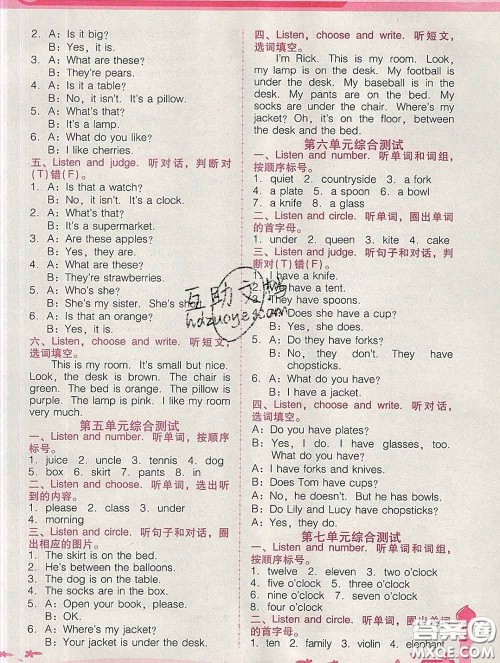 2. A: Is it big?
B: Yes, it is.
3. A: What are these?
B: They're pears.
4. A: Is it a table?
B: No, it isn't. It's a pillow.
5. A: What's that?
B: It's a lamp.
6. A: What do you like?
B: I like cherries.
五、Listen and judge. 听对话，判断对
(T)错(F)。
1. A: Is that a watch?
B: No, it isn't. It's a clock.
2. A: What's that?
B: It's a supermarket.
3. A: Are these apples?
B: Yes, they are.
4. A: What are these?
B: They're strawberries.
5. A: Who's she?
B: She's my sister. She's
6. A: Is that an orange?
B: Yes, it is.
六、Listen, choose and write. 听短文，
选词填空。
This is my room. It's small but nice.
Look, the desk is brown. The chair is
green. The bed is orange. The pillow is
purple. The lamp is pink. I like my room
very much.
第五单元综合测试
一、Listen and number. 听单词，按顺序
标号。
1. juice 2. uncle 3. tennis 4. dog
5. box 6. skirt 7. pants 8. in
二、Listen and choose. 听单词，选出听
到的内容。
1. please 2. class 3. under
4. morning
三、Listen and circle. 听句子和对话，圈
出相应的图片。
1. The skirt is on the bed.
2. He's between the balloons.
3. The dog is on the table.
4. The cat is under the chair.
5. A: Open your book, please.
B: OK.
6. A: Where's my jacket?
B: Your jacket is under the desk.
四、Listen, choose and write. 听短文，
选词填空。
I'm Rick. This is my room. Look,
my lamp is on the desk. My football is
under the desk. My baseball is in the
desk. My pants are on the bed. My
socks are under the chair. Where's my
jacket? Oh, it's on the floor, between
the desk and the bed.
第六单元综合测试
一、Listen and number. 听单词和词组，
按顺序标号。
1. quiet 2. countryside 3. a fork
4. a plate 5. a spoon 6. a bowl
7. a knife 8. a glass
二、Listen and circle. 听单词，圈出单词
的首字母。
1. under 2. queen 3. kite 4. cake
三、Listen and judge. 听句子和对话，判
断对(T)错(F)。
1. I have a knife.
2. I have a tent.
3. They have spoons.
4. A: Does she have a cup?
B: Yes, she does.
5. A: Do they have forks?
B: No, they don't. They have
chopsticks.
6. A: What do you have?
B: I have a jacket.
四、Listen, choose and write. 听对话，
选词填空。
A: Do you have plates?
B: Yes, I do. I have glasses, too.
What do you have?
A: I have forks and knives.
B: Does Tom have cups?
A: No, he doesn't. But he has bowls.
B: Do Lily and Lucy have chopsticks?
A: Yes, they do.
第七单元综合测试
一、Listen and number. 听单词和词组，
按顺序标号。
1. twelve 2. eleven 3. two o'clock
4. five o'clock 5. three o'clock
6. nine o'clock 7. seven o'clock
8. four o'clock
二、Listen and circle. 听单词，圈出单词
的首字母。
1. ten 2. family 3. violin 4. elephant
互助文档
hdzuoye.com
答案圈
MXQE.COM